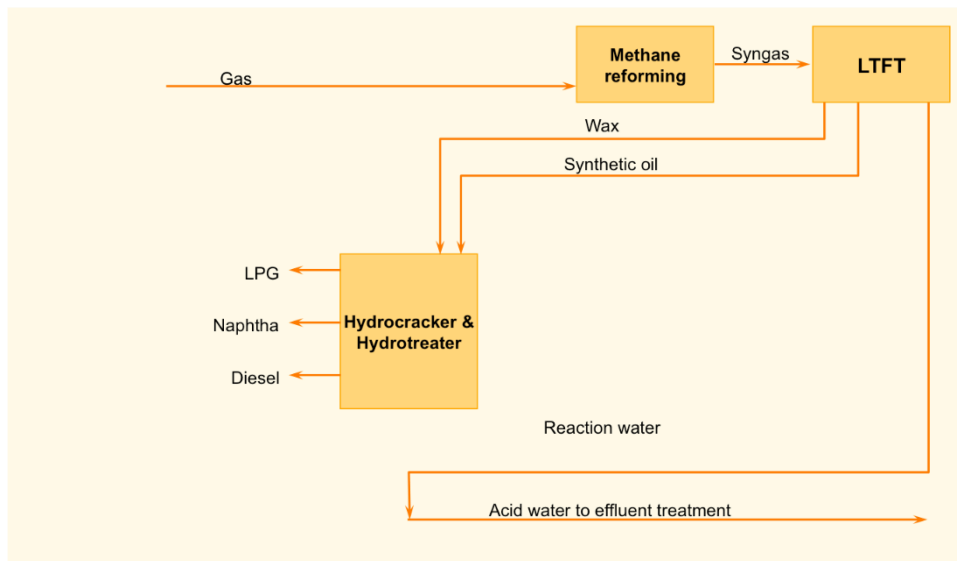 Methane
reforming
Syngas
LTFT
Gas
Wax
Synthetic oil
LPG
Naphtha
Diesel
Hydrocracker &
Hydrotreater
Reaction water
Acid water to effluent treatment